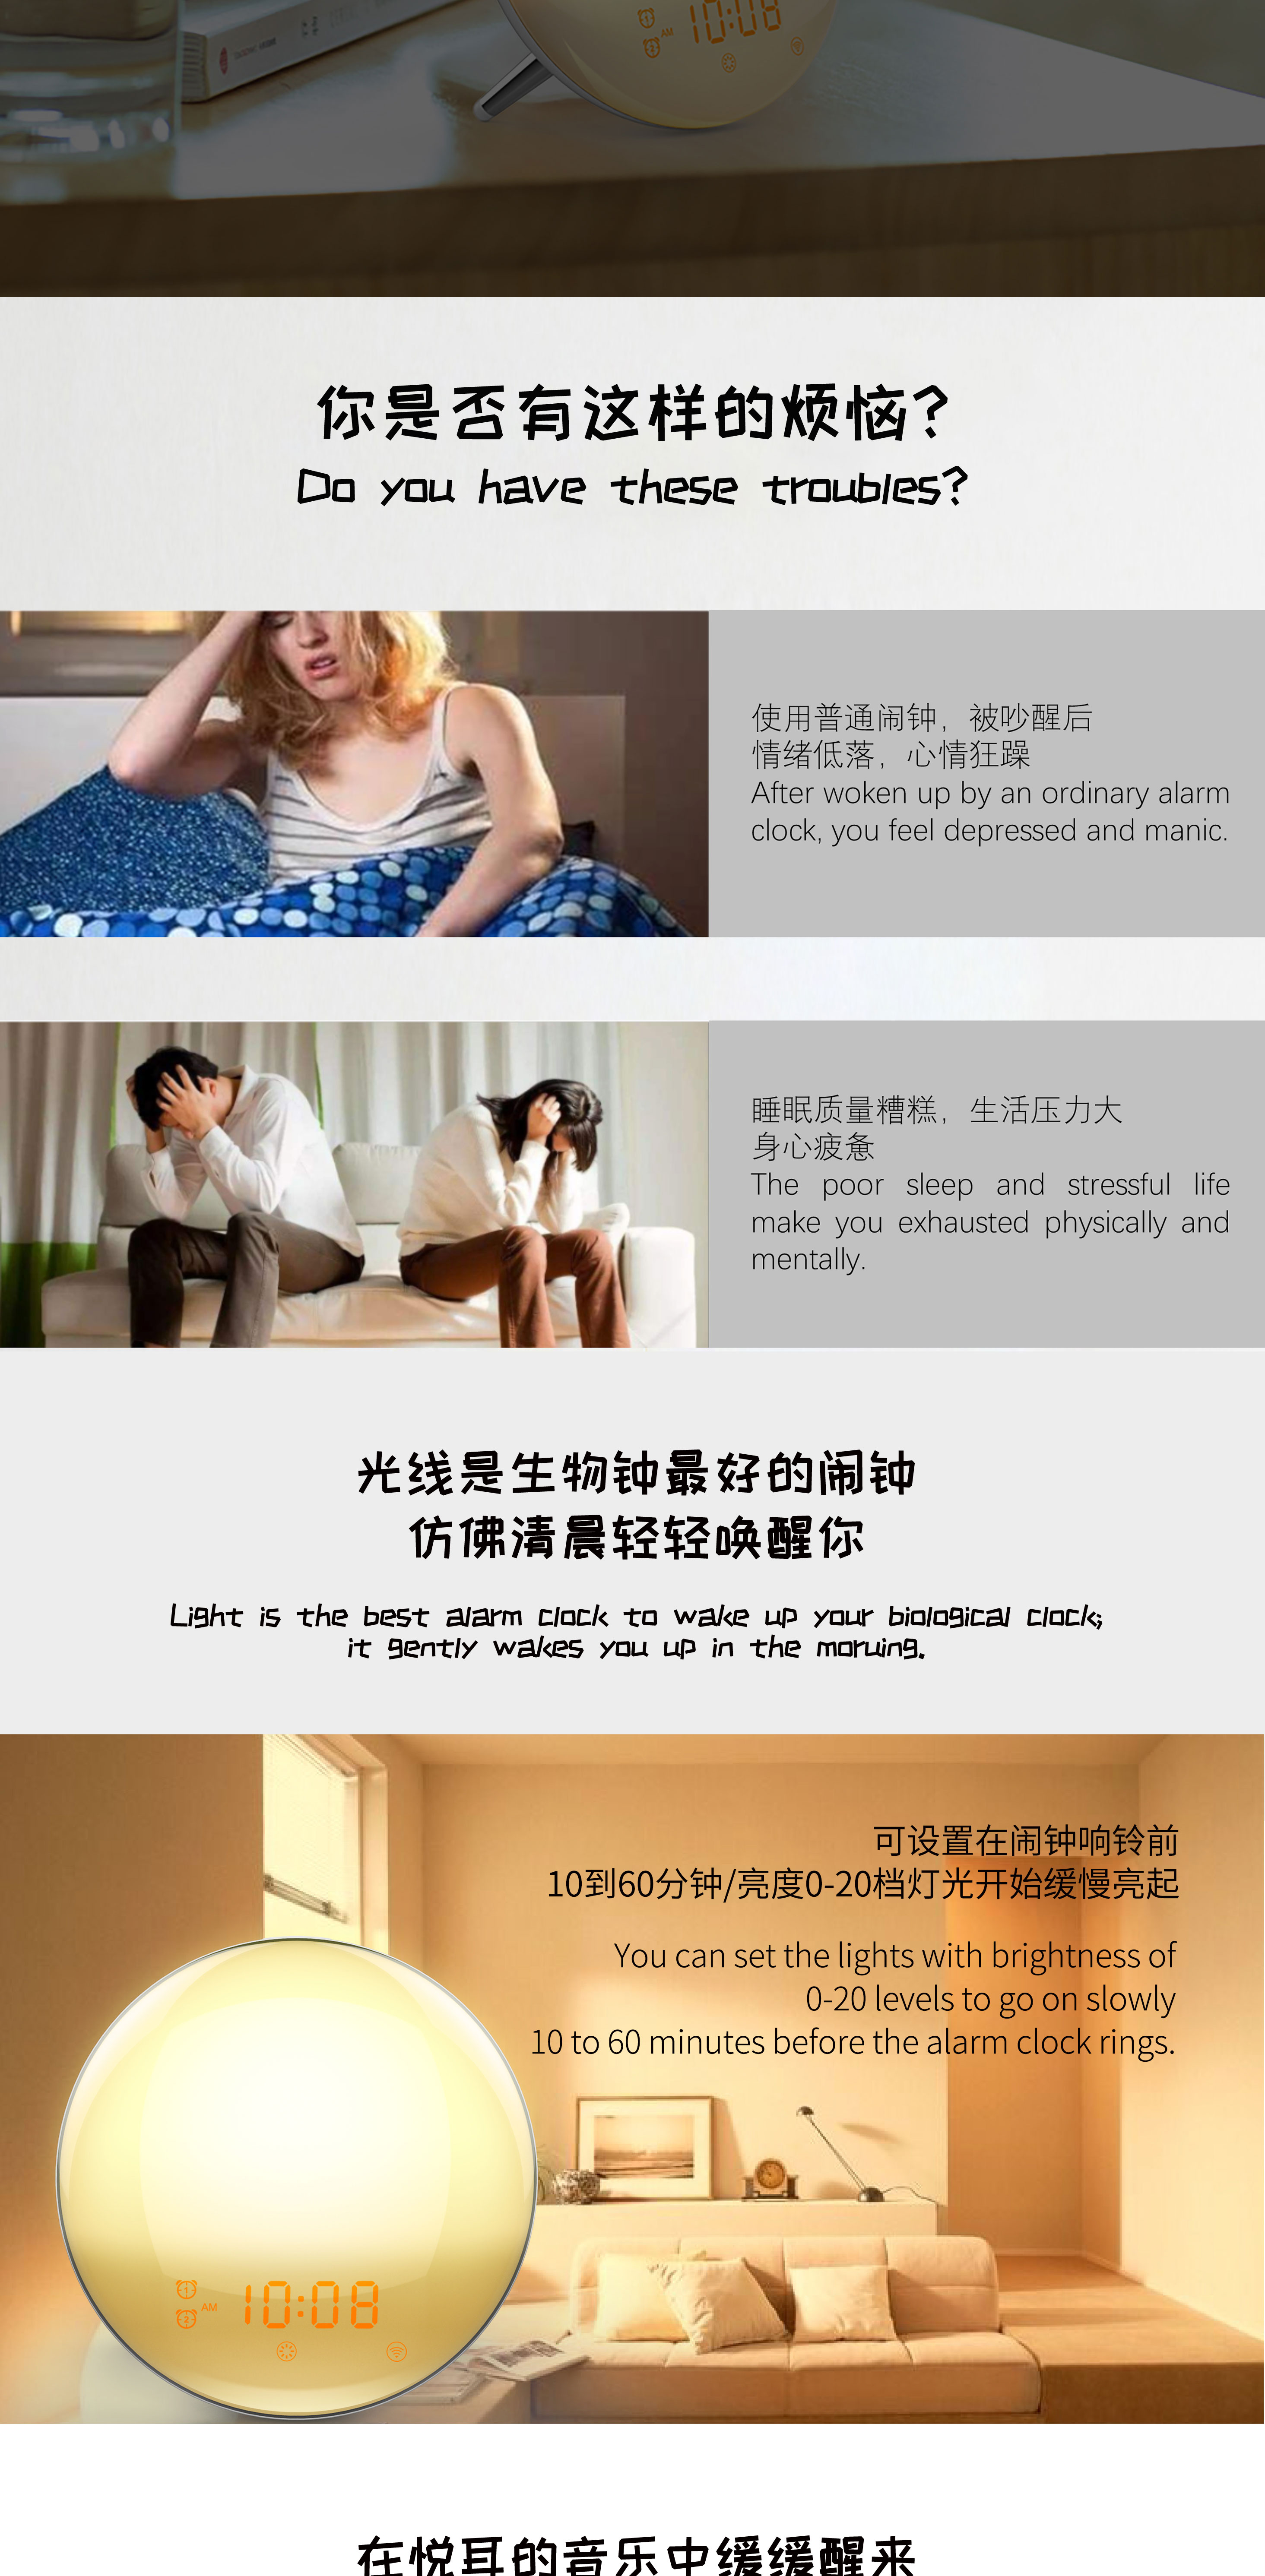 10:08
AM
你是否有这样的烦恼?
Do you have these troubles?
使用普通闹钟，被吵醒后
情绪低落，心情狂躁
After woken up by an ordinary alarm
clock, you feel depressed and manic.
睡眠质量糟糕，生活压力大
身心疲惫
The poor sleep and stressful life
make you exhausted physically and
mentally.
光线是生物钟最好的闹钟
仿佛清晨轻轻唤醒你
Light is the best alarm clock to wake up your biological clock;
it gently wakes you up in the moruing.
可设置在闹钟响铃前
10到60分钟/亮度0-20档灯光开始缓慢亮起
You can set the lights with brightness of
0-20 levels to go on slowly
10 to 60 minutes before the alarm clock rings.
1
2
AM
10:08
在悦耳的音乐中缓缓醒来